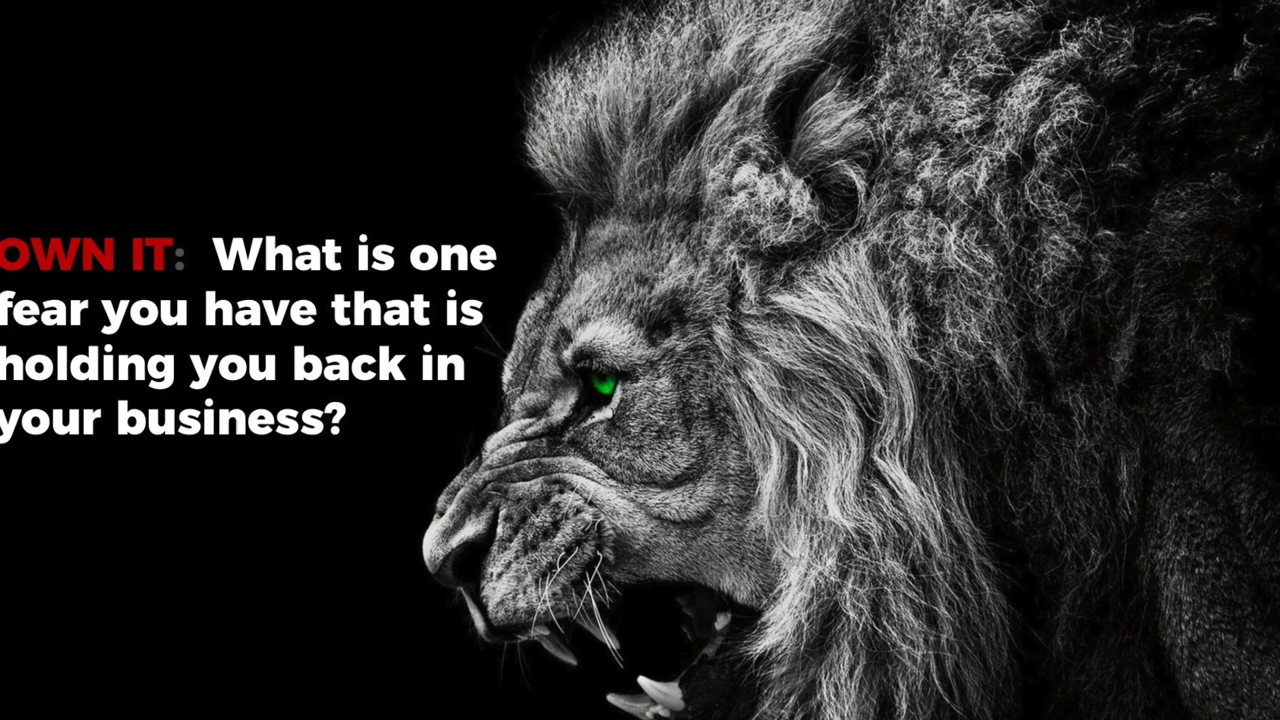 OWN IT: What is one
fear you have that is
holding you back in
your business?